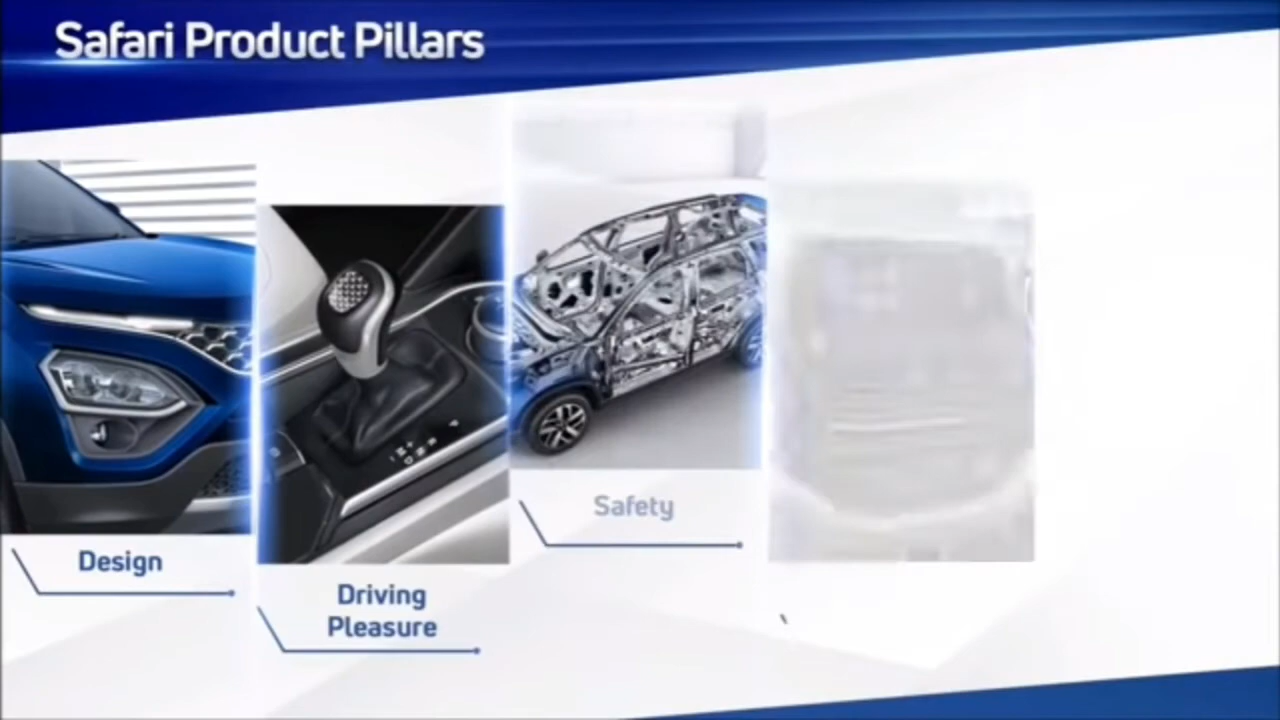 Safari Product Pillars
Design
Driving
Pleasure
Safety